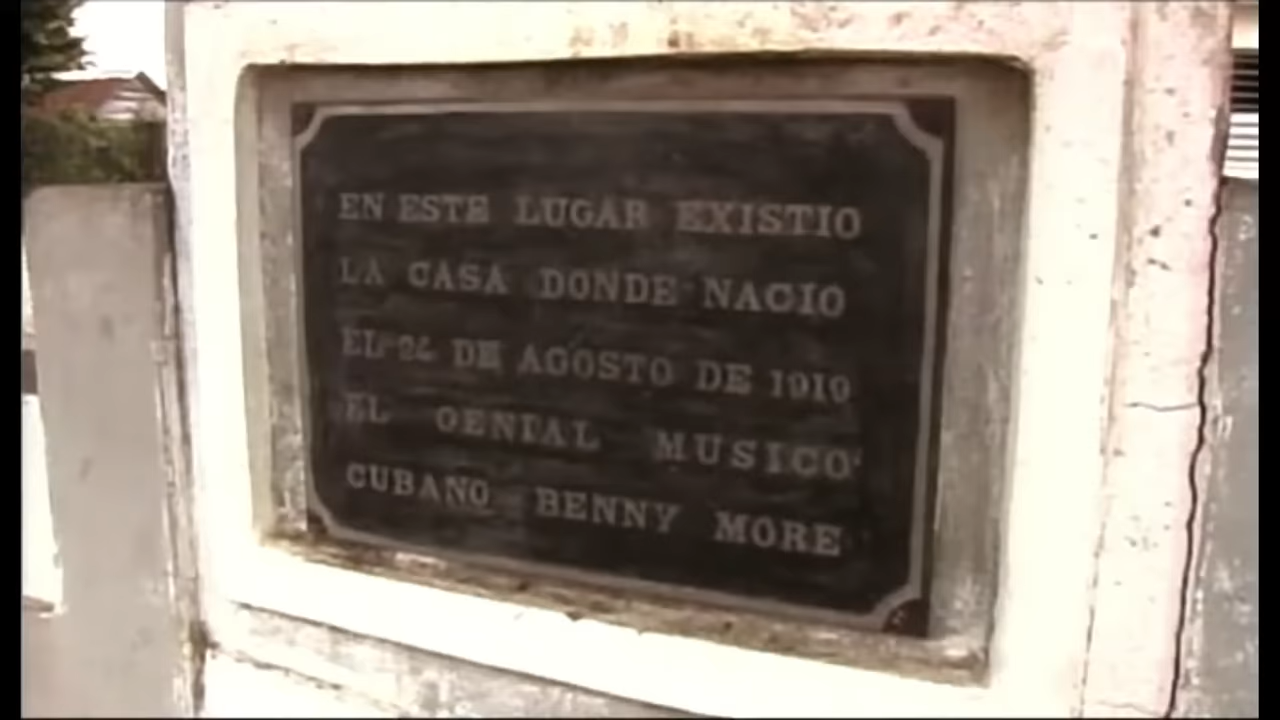 EN ESTE LUGAR EXISTIO
LA CASA DONDE NACIO
EL 24 DE AGOSTO DE 1919
EL GENIAL MUSICO
CUBANO BENNY MORE